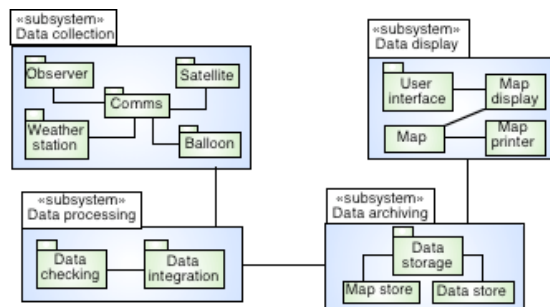 «subsystem»
Data collection
Observer
Satellite
Comms
Weather
station
Balloon
«subsystem»
Data display
User
interface
Map
display
Map
Map
printer
«subsystem»
Data processing
Data
checking
Data
integration
«subsystem»
Data archiving
Data
storage
Map store
Data store